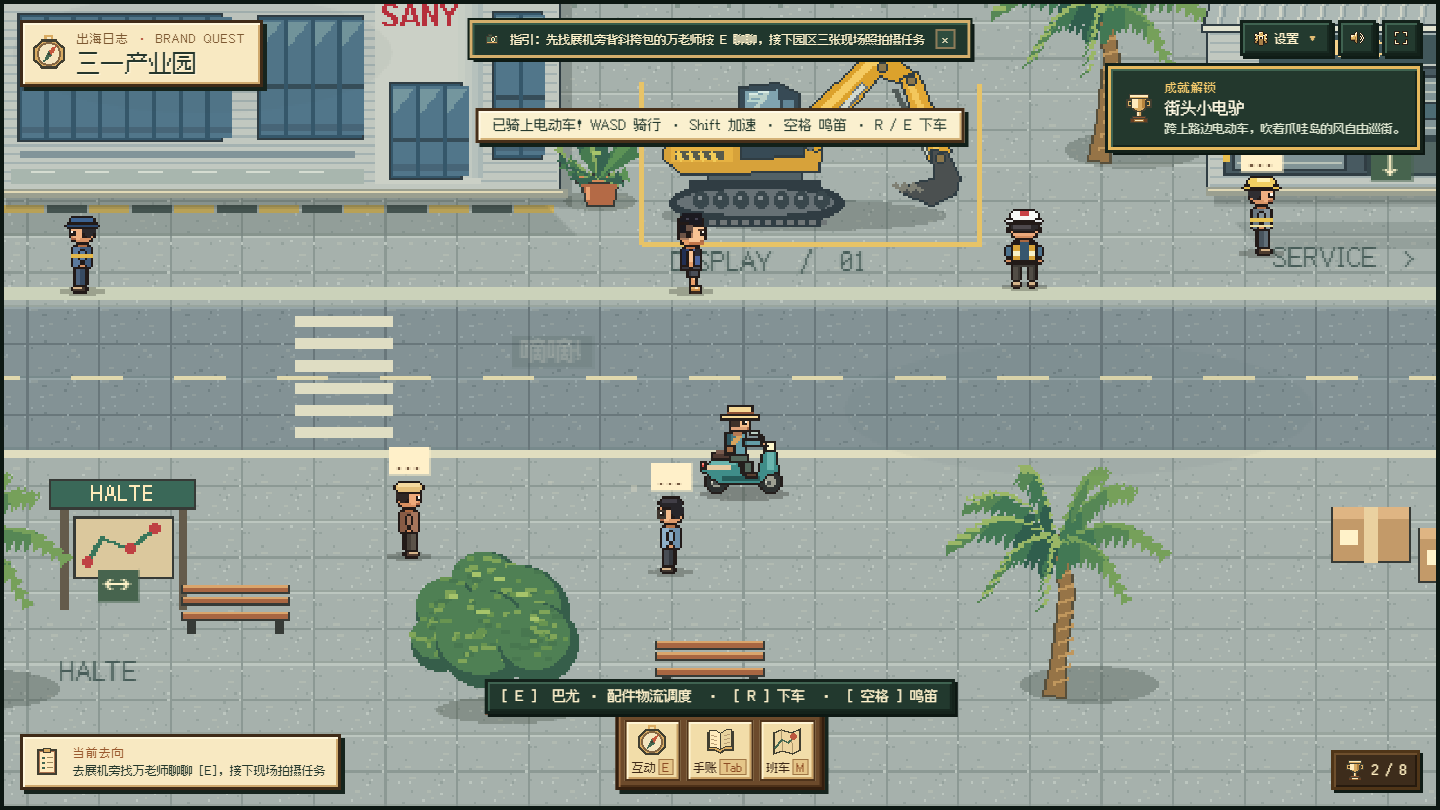 SANY
出海日志 · BRAND QUEST
三一产业园
指引: 先找展机旁背斜挎包的万老师按 E 聊聊，接下园区三张现场照拍摄任务
×
设置 ▼
成就解锁
街头小电驴
跨上路边电动车，吹着爪哇岛的风自由巡街。
已骑上电动车! WASD 骑行 · Shift 加速 · 空格 鸣笛 · R / E 下车
...
DISPLAY / 01
SERVICE >
嘀嘀!
...
...
HALTE
HALTE
[ E ] 巴尤 · 配件物流调度 · [ R ] 下车 · [ 空格 ] 鸣笛
当前去向
去展机旁找万老师聊聊 [E]，接下现场拍摄任务
互动 E
手账 Tab
班车 M
2 / 8